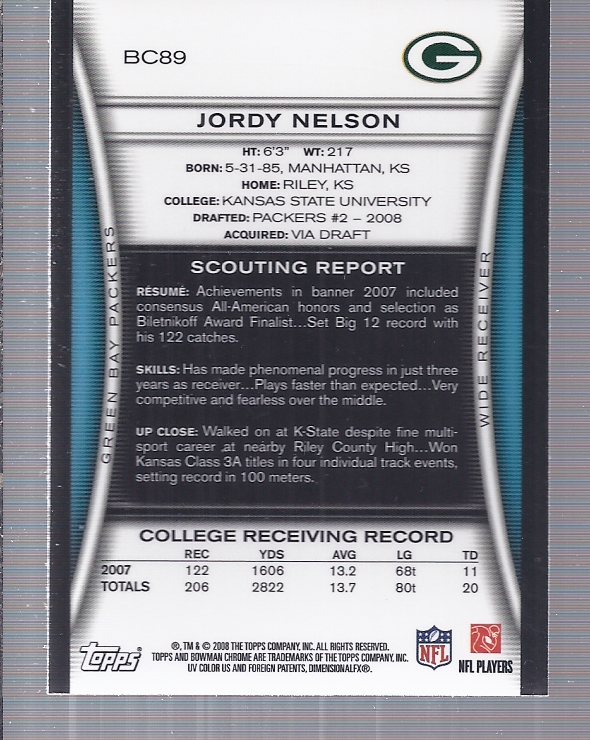 BC89
G
JORDY NELSON
HT: 6'3" WT: 217
BORN: 5-31-85, MANHATTAN, KS
HOME: RILEY, KS
COLLEGE: KANSAS STATE UNIVERSITY
DRAFTED: PACKERS #2 – 2008
ACQUIRED: VIA DRAFT
GREEN BAY PACKERS
WIDE RECEIVER
SCOUTING REPORT
RÉSUMÉ: Achievements in banner 2007 included
consensus All-American honors and selection as
Biletnikoff Award Finalist...Set Big 12 record with
his 122 catches.
SKILLS: Has made phenomenal progress in just three
years as receiver...Plays faster than expected...Very
competitive and fearless over the middle.
UP CLOSE: Walked on at K-State despite fine multi-
sport career at nearby Riley County High...Won
Kansas Class 3A titles in four individual track events,
setting record in 100 meters.
COLLEGE RECEIVING RECORD
REC YDS AVG LG TD
2007 122 1606 13.2 68t 11
TOTALS 206 2822 13.7 80t 20
Topps
®, TM & © 2008 THE TOPPS COMPANY, INC. ALL RIGHTS RESERVED.
TOPPS AND BOWMAN CHROME ARE TRADEMARKS OF THE TOPPS COMPANY, INC.
UV COLOR US AND FOREIGN PATENTS, DIMENSIONALFX®.
NFL
NFL PLAYERS